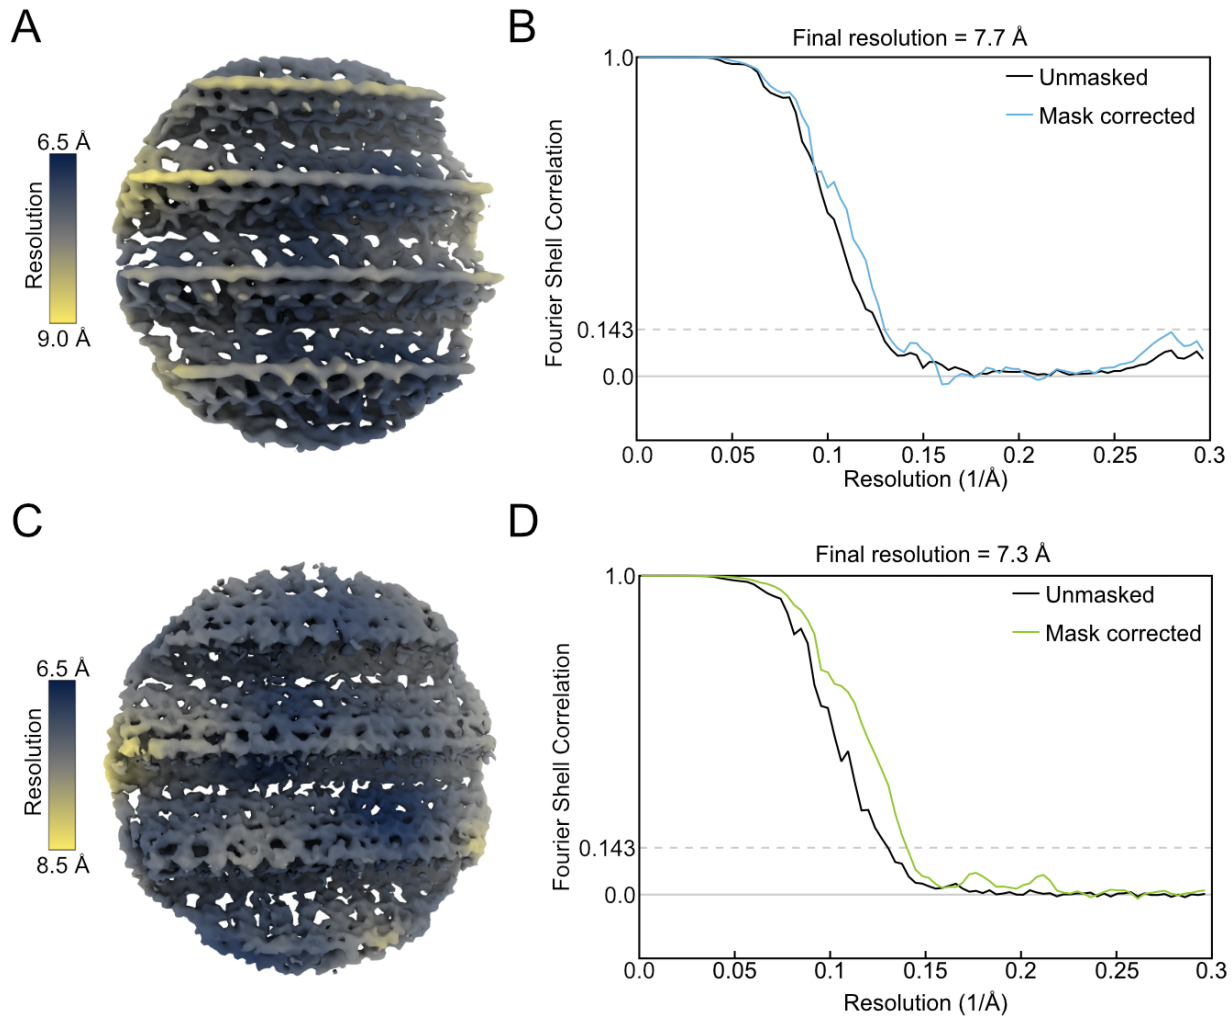 A
6.5 Å
Resolution
9.0 Å
B
Final resolution = 7.7 Å
Unmasked
Mask corrected
Fourier Shell Correlation
1.0
0.143
0.0
0.0 0.05 0.1 0.15 0.2 0.25 0.3
Resolution (1/Å)
C
6.5 Å
Resolution
8.5 Å
D
Final resolution = 7.3 Å
Unmasked
Mask corrected
Fourier Shell Correlation
1.0
0.143
0.0
0.0 0.05 0.1 0.15 0.2 0.25 0.3
Resolution (1/Å)